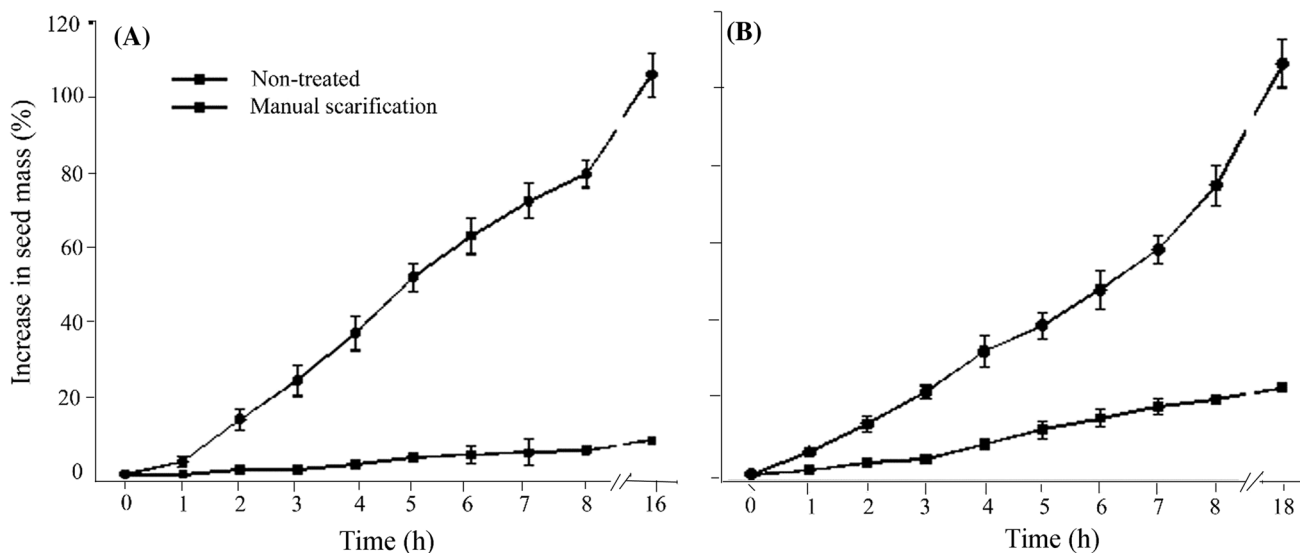 (A)
Non-treated
Manual scarification
Increase in seed mass (%)
120
100
80
60
40
20
0
0 1 2 3 4 5 6 7 8 16
Time (h)
(B)
0 1 2 3 4 5 6 7 8 18
Time (h)